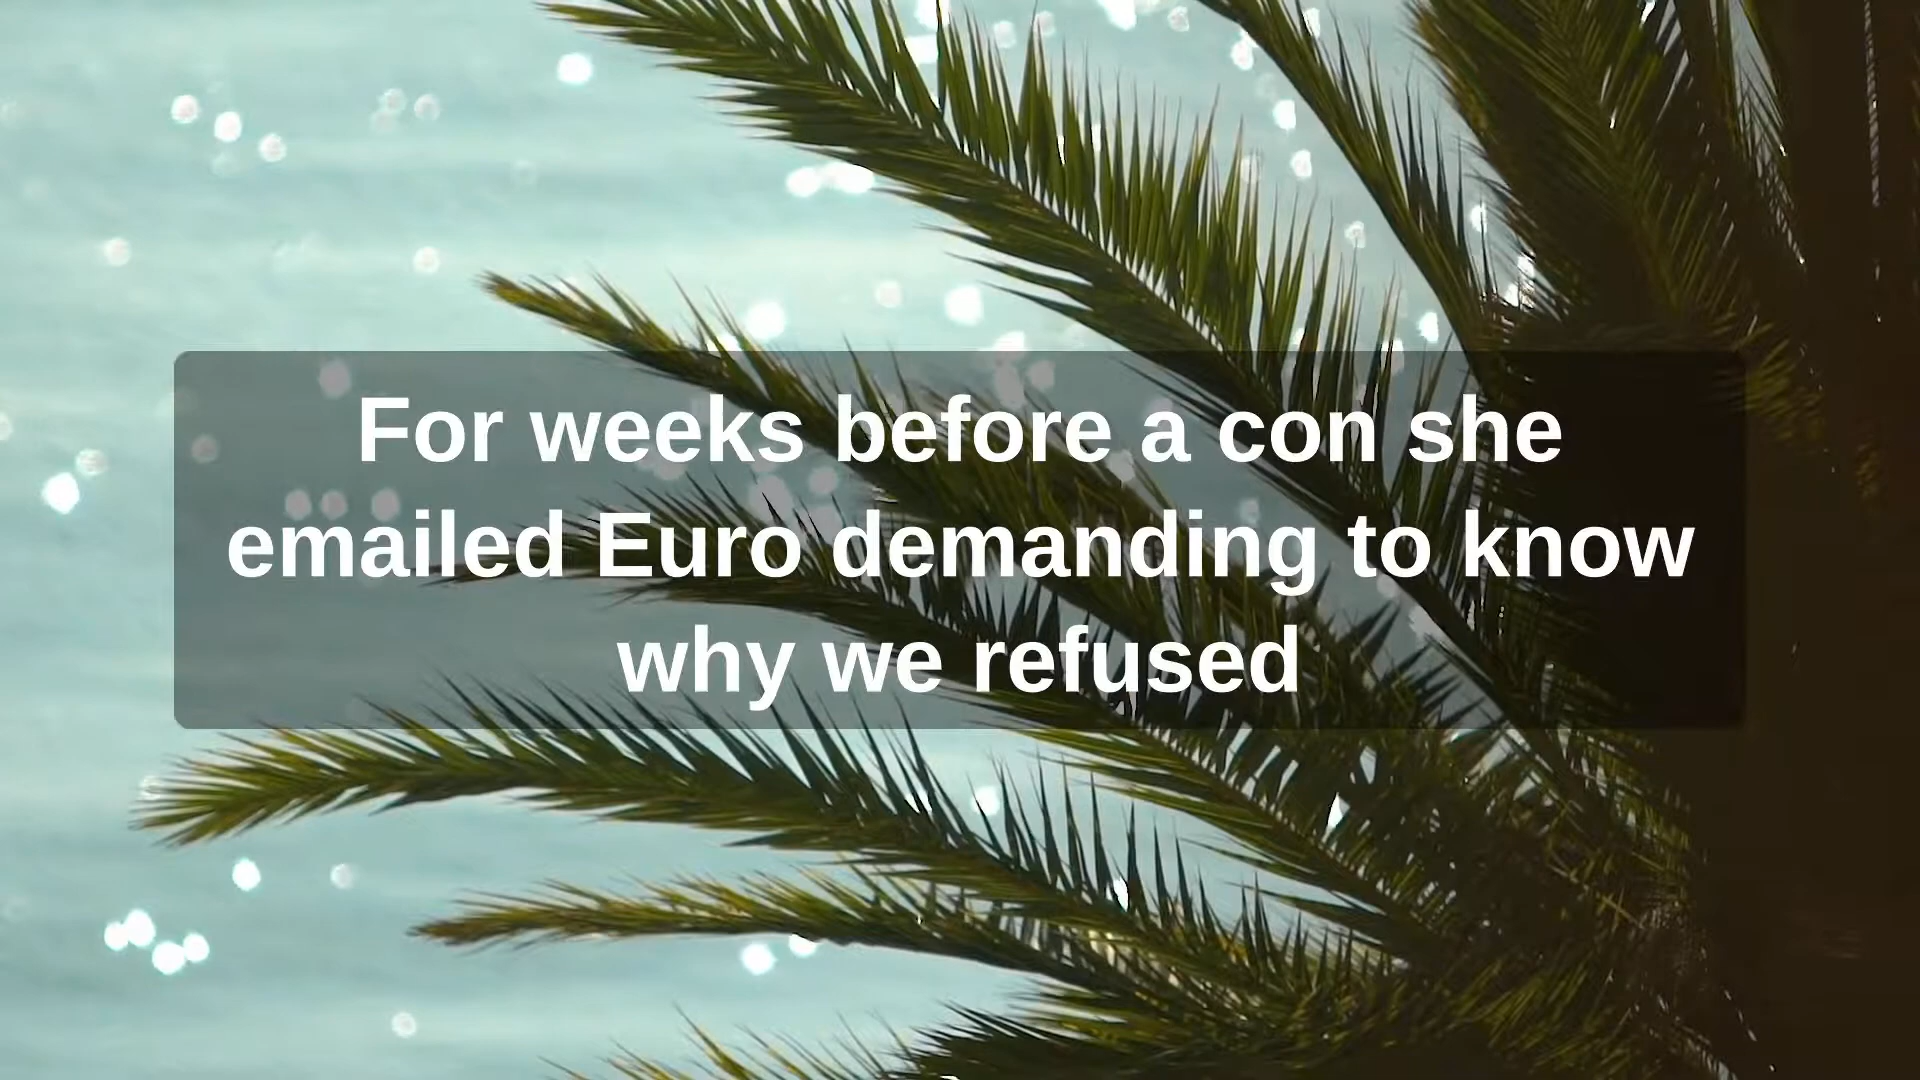 For weeks before a con she
emailed Euro demanding to know
why we refused